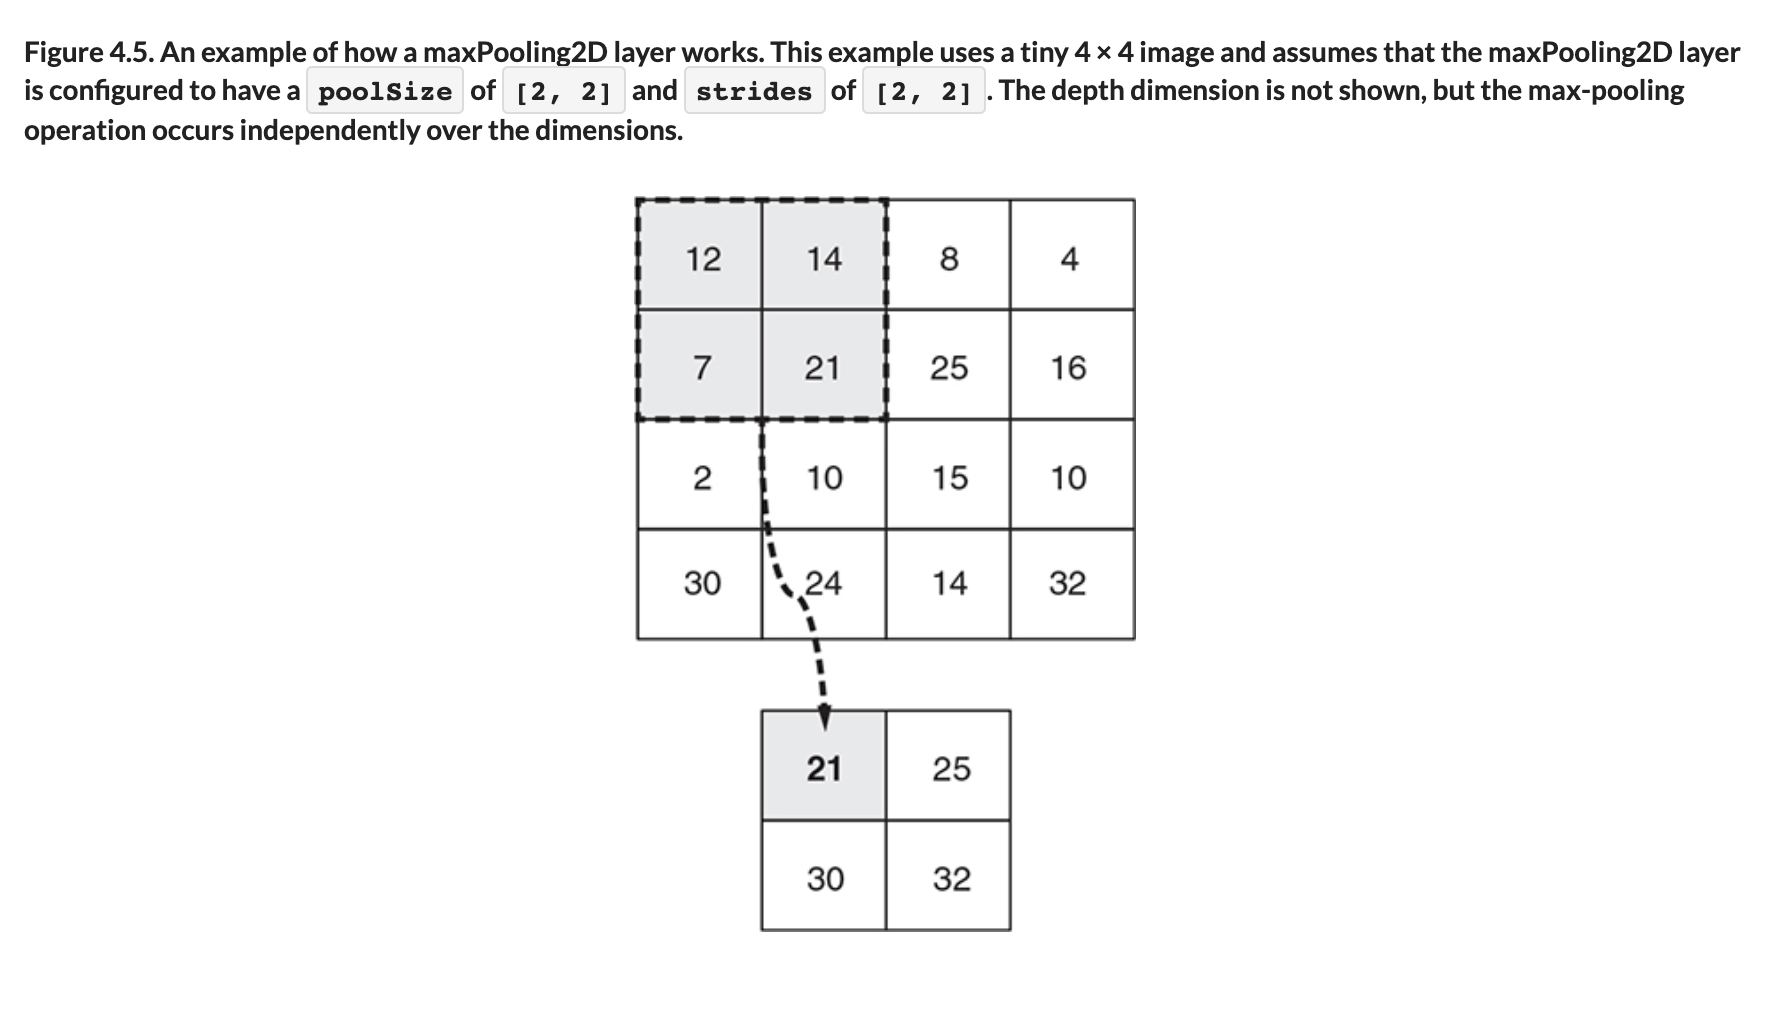 Figure 4.5. An example of how a maxPooling2D layer works. This example uses a tiny 4 × 4 image and assumes that the maxPooling2D layer
is configured to have a poolSize of [2, 2] and strides of [2, 2] . The depth dimension is not shown, but the max-pooling
operation occurs independently over the dimensions.
12 14 8 4
7 21 25 16
2 10 15 10
30 24 14 32
21 25
30 32